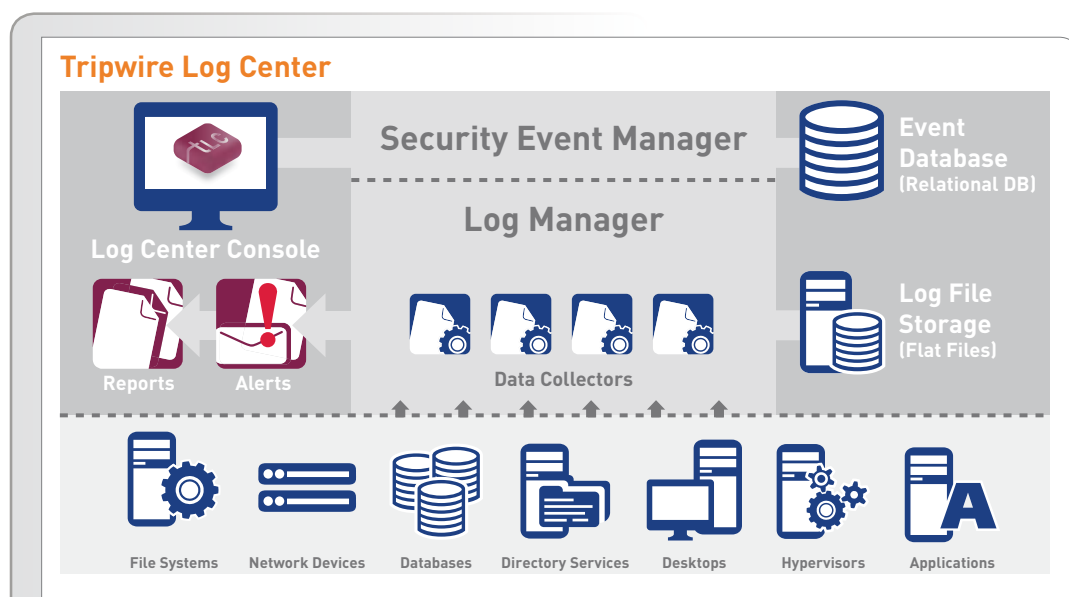 Tripwire Log Center
tLC
Security Event Manager
Event
Database
(Relational DB)
Log Manager
Log Center Console
Log File
Storage
(Flat Files)
Reports
Alerts
Data Collectors
File Systems
Network Devices
Databases
Directory Services
Desktops
Hypervisors
Applications
A